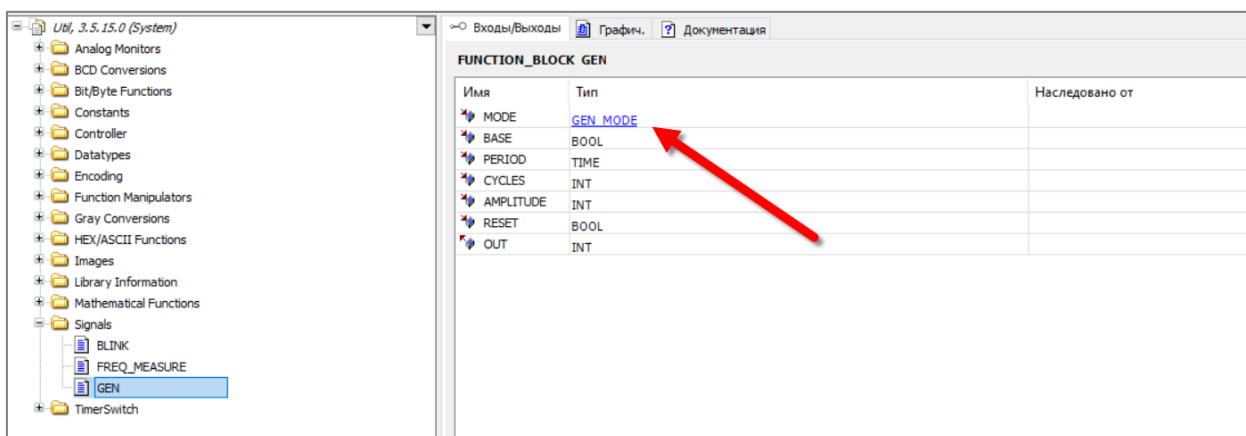 Util, 3.5.15.0 (System)
Analog Monitors
BCD Conversions
Bit/Byte Functions
Constants
Controller
Datatypes
Encoding
Function Manipulators
Gray Conversions
HEX/ASCII Functions
Images
Library Information
Mathematical Functions
Signals
BLINK
FREQ_MEASURE
GEN
TimerSwitch
Входы/Выходы Графич. Документация
FUNCTION_BLOCK GEN
Имя Тип Наследовано от
MODE GEN_MODE
BASE BOOL
PERIOD TIME
CYCLES INT
AMPLITUDE INT
RESET BOOL
OUT INT